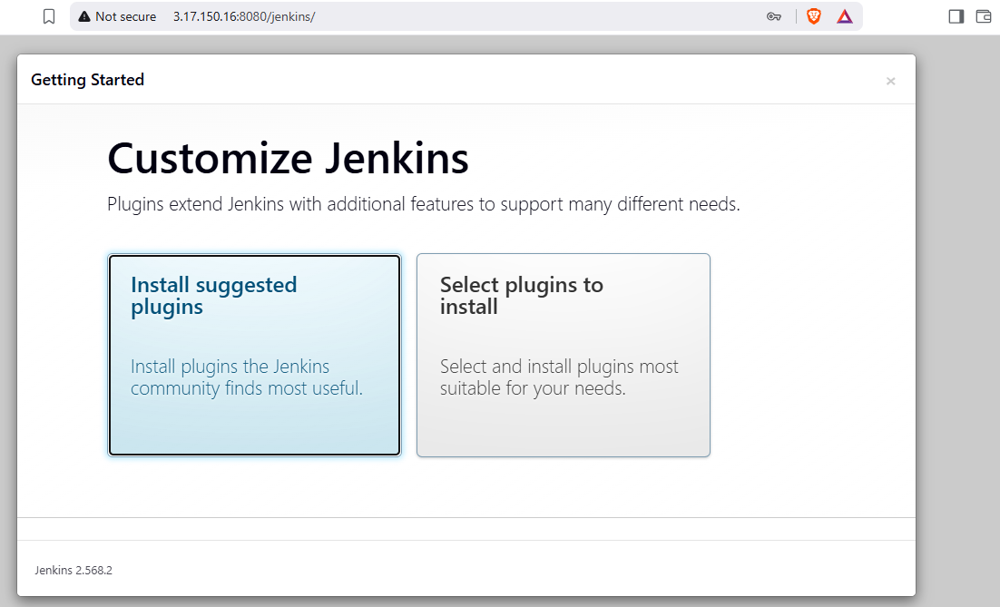 Not secure 3.17.150.16:8080/jenkins/
Getting Started
×
Customize Jenkins
Plugins extend Jenkins with additional features to support many different needs.
Install suggested
plugins
Install plugins the Jenkins
community finds most useful.
Select plugins to
install
Select and install plugins most
suitable for your needs.
Jenkins 2.568.2